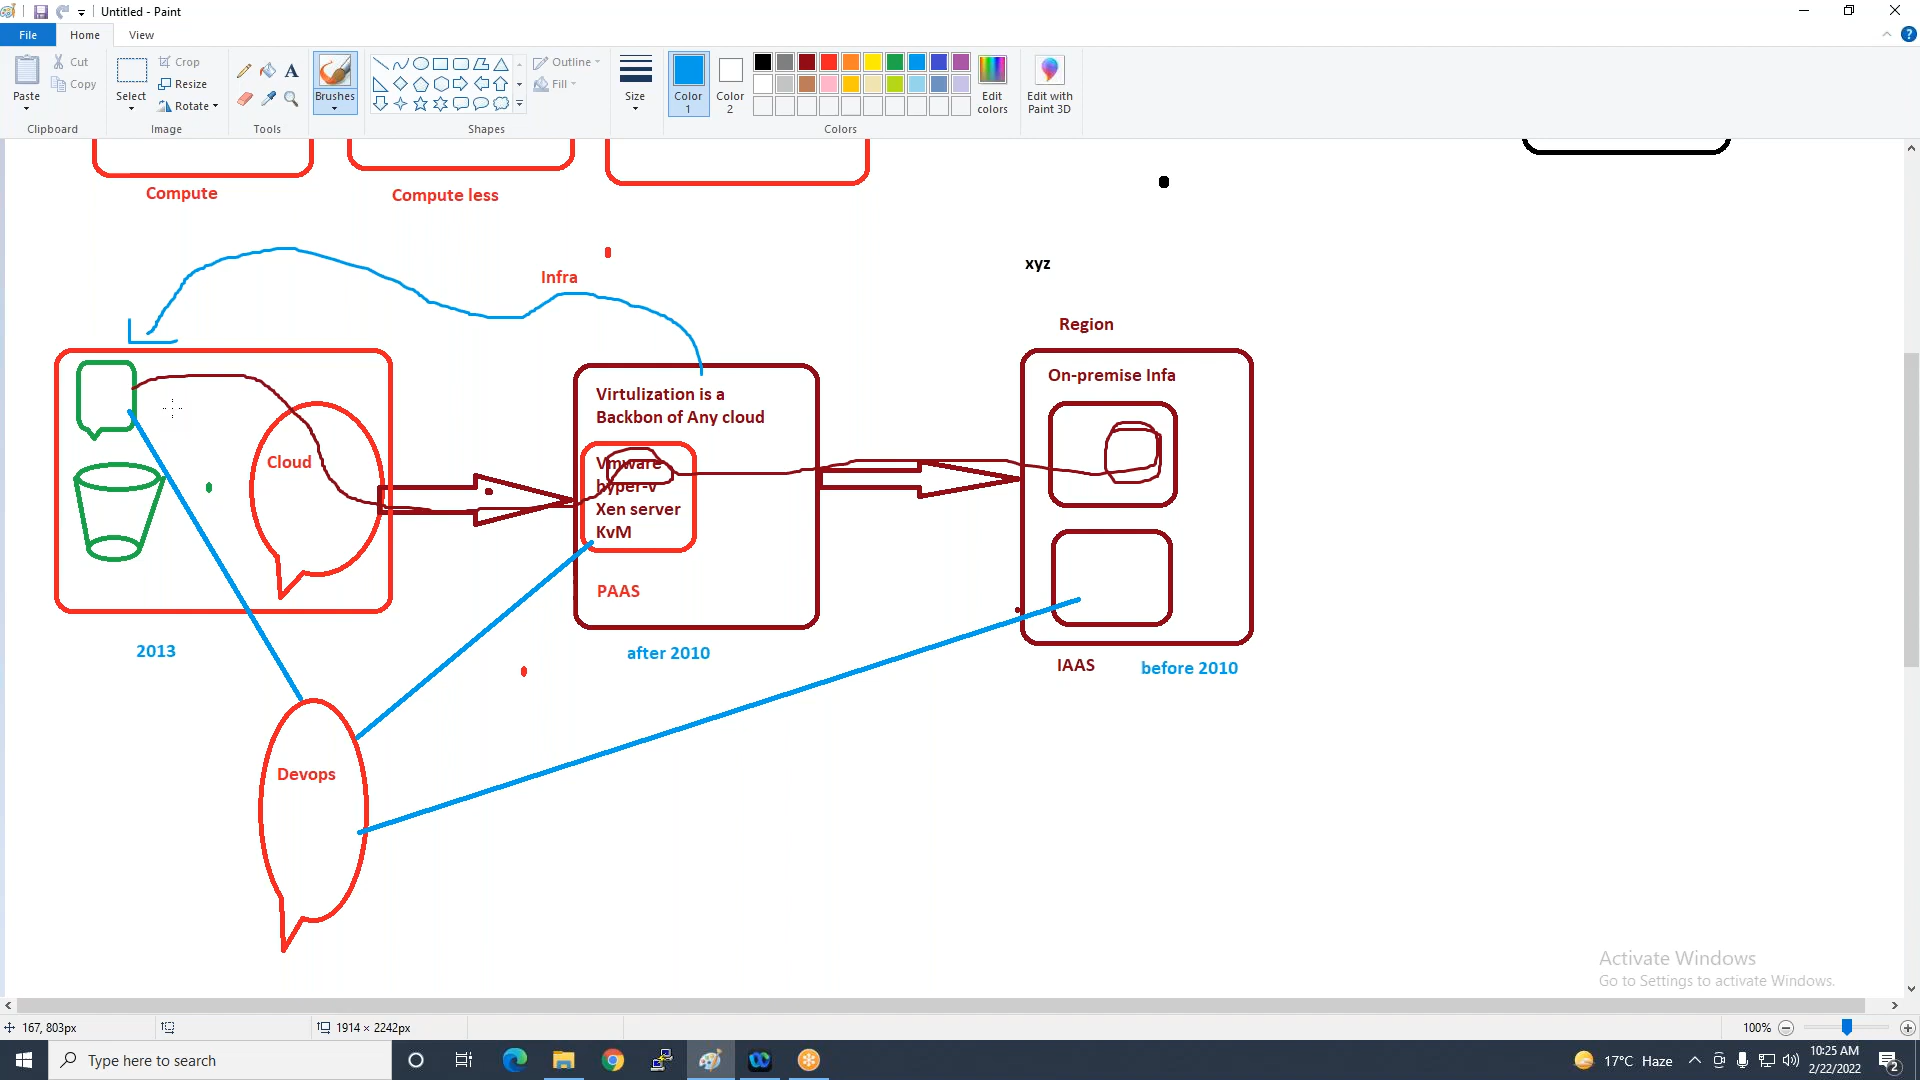 Untitled - Paint
File
Home
View
Paste
Cut
Copy
Clipboard
Select
Crop
Resize
Rotate
Image
A
Tools
Brushes
Shapes
Outline
Fill
Size
Color
1
Color
2
Edit
colors
Colors
Edit with
Paint 3D
?
Compute
Compute less
Infra
xyz
Region
Cloud
2013
Virtulization is a
Backbon of Any cloud
Vmware
hyper-v
Xen server
KvM
PAAS
after 2010
On-premise Infa
IAAS
before 2010
Devops
Activate Windows
Go to Settings to activate Windows.
167, 803px
1914 × 2242px
100%
Type here to search
17°C Haze
10:25 AM
2/22/2022
2